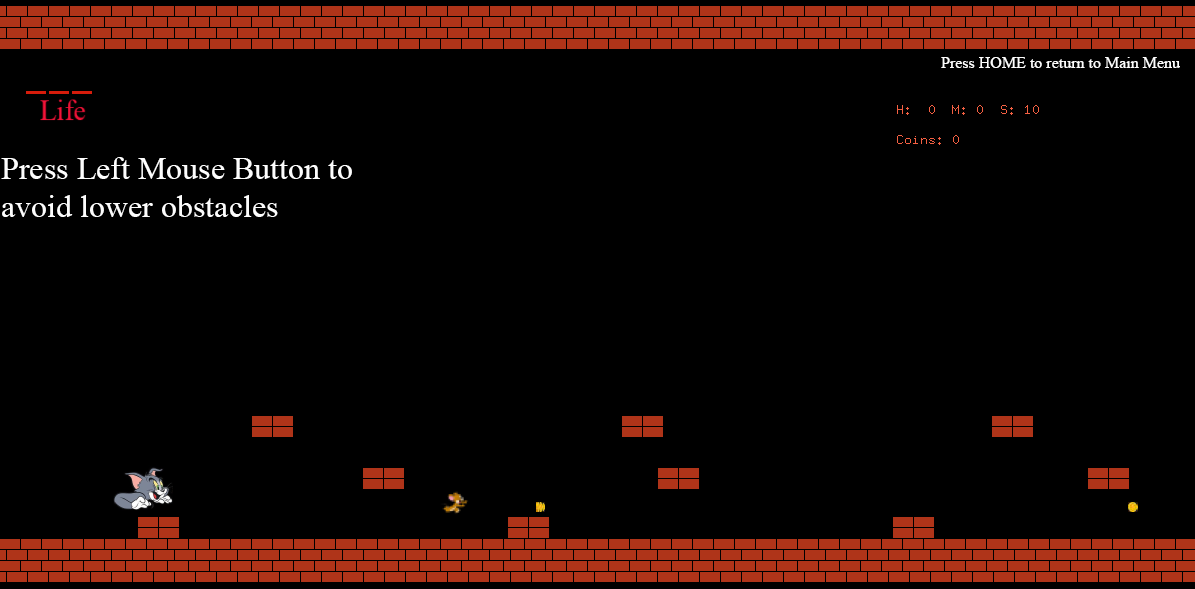 Press HOME to return to Main Menu
Life
H: 0 M: 0 S: 10
Coins: 0
Press Left Mouse Button to
avoid lower obstacles